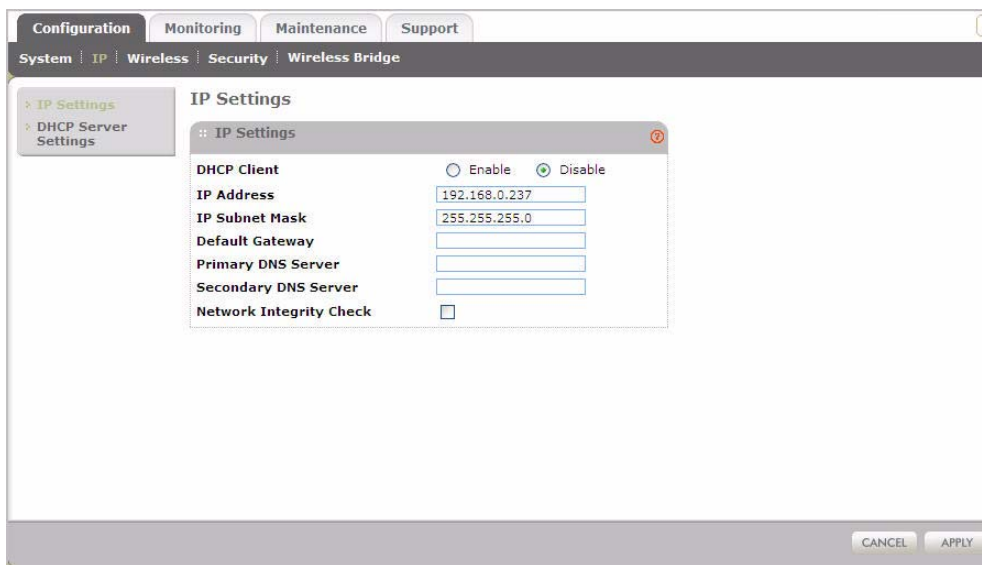 Configuration Monitoring Maintenance Support
System IP Wireless Security Wireless Bridge
IP Settings
DHCP Server
Settings
IP Settings
IP Settings
DHCP Client Enable Disable
IP Address 192.168.0.237
IP Subnet Mask 255.255.255.0
Default Gateway
Primary DNS Server
Secondary DNS Server
Network Integrity Check
CANCEL APPLY